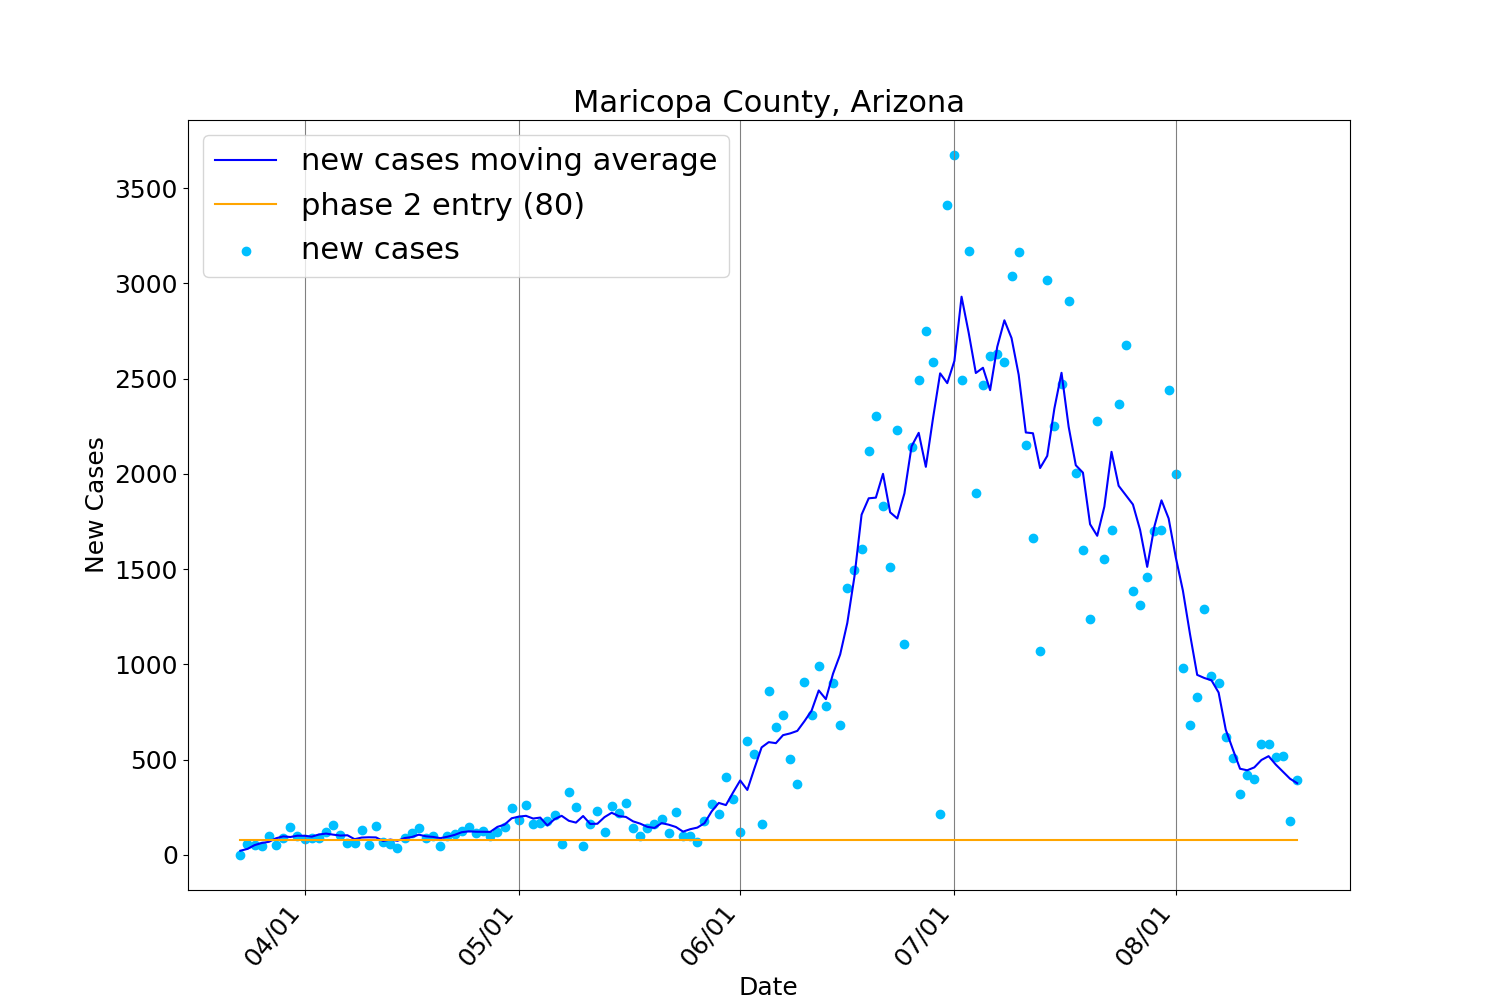 Maricopa County, Arizona
new cases moving average
phase 2 entry (80)
new cases
New Cases
3500
3000
2500
2000
1500
1000
500
0
04/01
05/01
06/01
07/01
08/01
Date